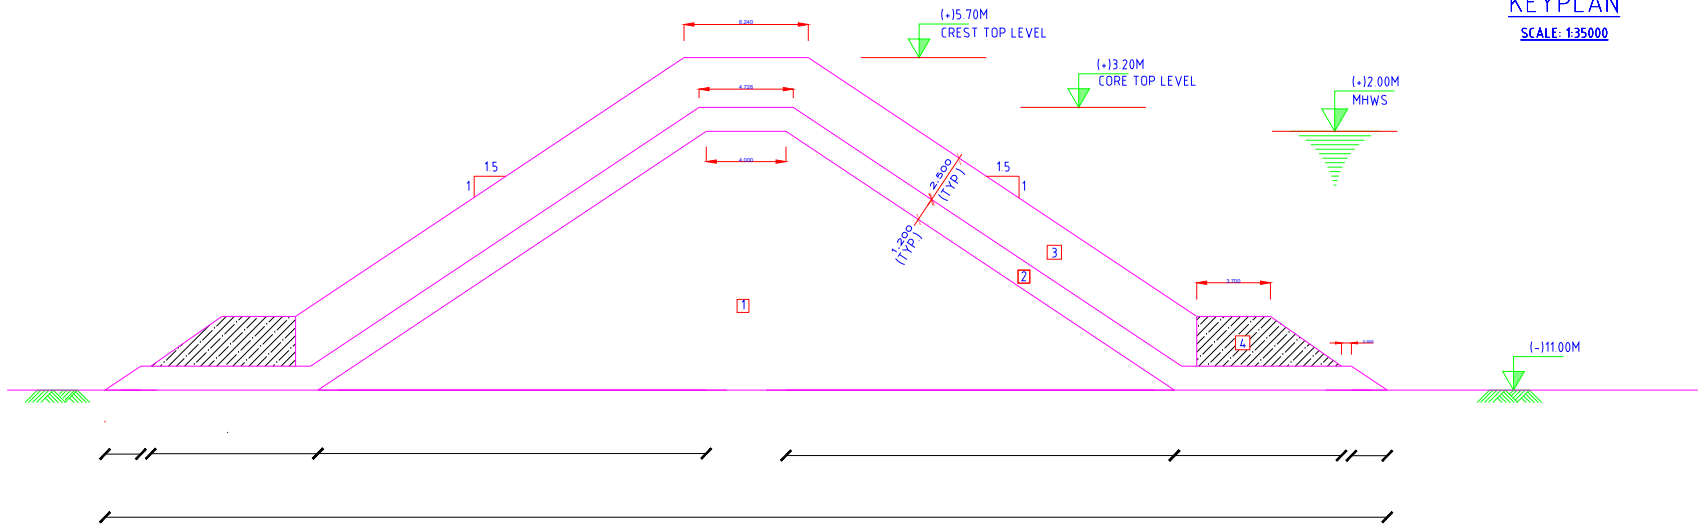 KEYPLAN
SCALE: 1:35000
6.240
(+)5.70M
CREST TOP LEVEL
4.726
(+)3.20M
CORE TOP LEVEL
(+)2.00M
MHWS
4.000
1.5
1
2.500
(TYP)
1.5
1
1.200
(TYP)
3
2
1
3.700
4
(-)11.00M